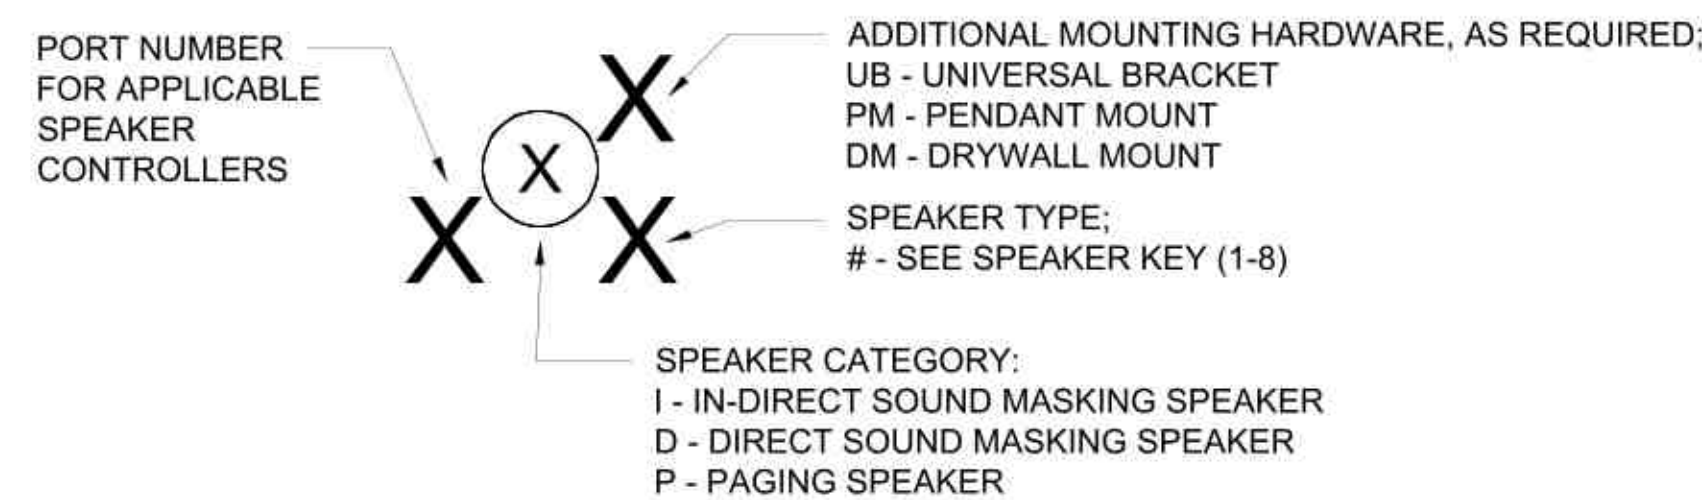 PORT NUMBER
FOR APPLICABLE
SPEAKER
CONTROLLERS
X
X
X
X
ADDITIONAL MOUNTING HARDWARE, AS REQUIRED;
UB - UNIVERSAL BRACKET
PM - PENDANT MOUNT
DM - DRYWALL MOUNT
SPEAKER TYPE;
# - SEE SPEAKER KEY (1-8)
SPEAKER CATEGORY:
I - IN-DIRECT SOUND MASKING SPEAKER
D - DIRECT SOUND MASKING SPEAKER
P - PAGING SPEAKER